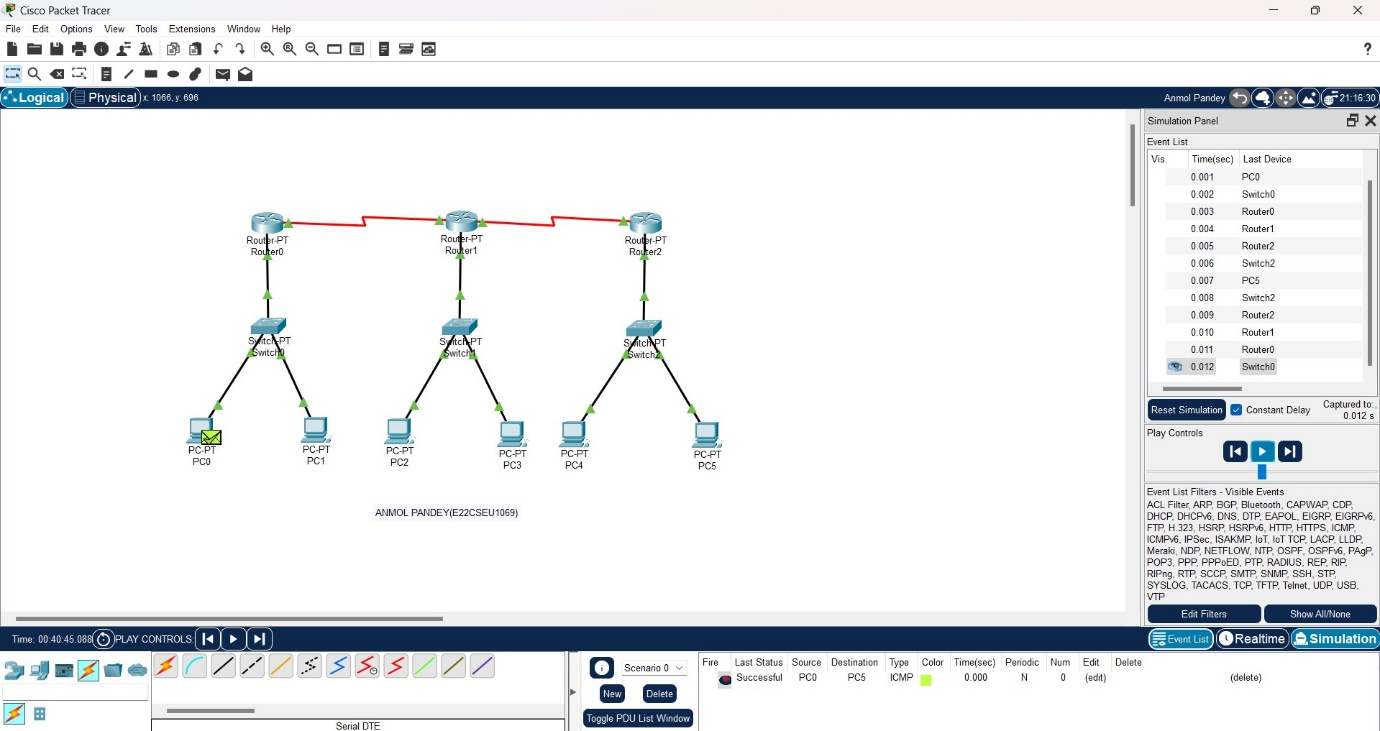 Cisco Packet Tracer
File Edit Options View Tools Extensions Window Help
?
Logical Physical x: 1066, y: 696
Anmol Pandey 21:16:30
Router-PT
Router0
Router-PT
Router1
Router-PT
Router2
Switch-PT
Switch0
Switch-PT
Switch1
Switch-PT
Switch2
PC-PT
PC0
PC-PT
PC1
PC-PT
PC2
PC-PT
PC3
PC-PT
PC4
PC-PT
PC5
ANMOL PANDEY(E22CSEU1069)
Simulation Panel
Event List
Vis. Time(sec) Last Device
0.001 PC0
0.002 Switch0
0.003 Router0
0.004 Router1
0.005 Router2
0.006 Switch2
0.007 PC5
0.008 Switch2
0.009 Router2
0.010 Router1
0.011 Router0
0.012 Switch0
Reset Simulation Constant Delay Captured to:
0.012 s
Play Controls
Event List Filters - Visible Events
ACL Filter, ARP, BGP, Bluetooth, CAPWAP, CDP,
DHCP, DHCPv6, DNS, DTP, EAPOL, EIGRP, EIGRPv6,
FTP, H.323, HSRP, HSRPv6, HTTP, HTTPS, ICMP,
ICMPv6, IPSec, ISAKMP, IoT, IoT TCP, LACP, LLDP,
Meraki, NDP, NETFLOW, NTP, OSPF, OSPFv6, PAgP,
POP3, PPP, PPPoED, PTP, RADIUS, REP, RIP,
RIPng, RTP, SCCP, SMTP, SNMP, SSH, STP,
SYSLOG, TACACS, TCP, TFTP, Telnet, UDP, USB,
VTP
Edit Filters Show All/None
Time: 00:40:45.088 PLAY CONTROLS:
Event List Realtime Simulation
Serial DTE
Scenario 0
New Delete
Toggle PDU List Window
Fire Last Status Source Destination Type Color Time(sec) Periodic Num Edit Delete
Successful PC0 PC5 ICMP 0.000 N 0 (edit) (delete)